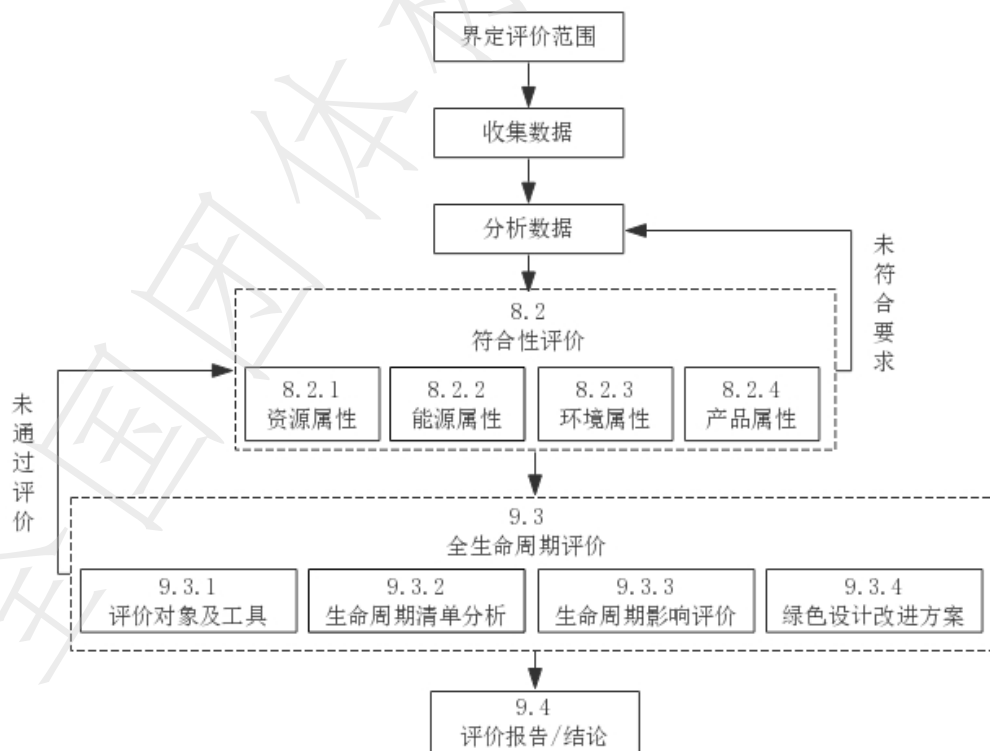 界定评价范围
收集数据
分析数据
未符合要求
8.2
符合性评价
8.2.1
资源属性
8.2.2
能源属性
8.2.3
环境属性
8.2.4
产品属性
未通过评价
9.3
全生命周期评价
9.3.1
评价对象及工具
9.3.2
生命周期清单分析
9.3.3
生命周期影响评价
9.3.4
绿色设计改进方案
9.4
评价报告/结论
全国团体